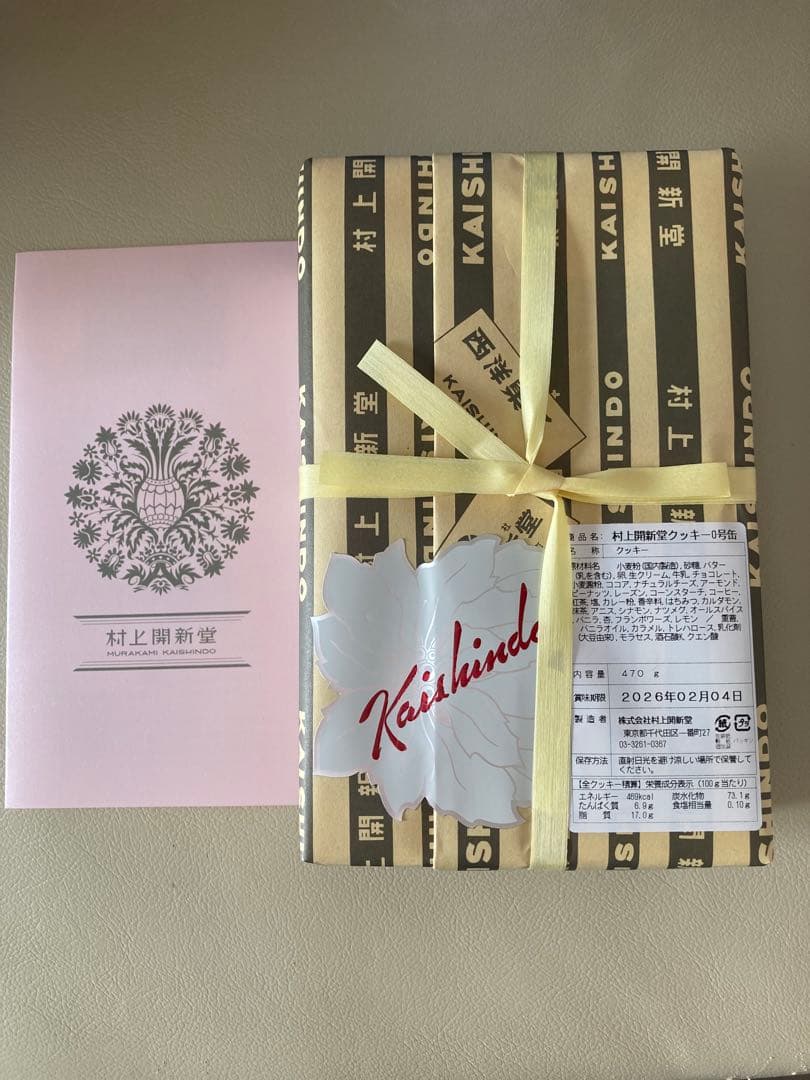 村上開新堂
MURAKAMI KAISHINDO
村上開
KAISHINDO
開新堂
村上
西洋菓
KAISHINDO
Kaishindo
商品名: 村上開新堂クッキー0号缶
名 称 クッキー
原材料名 小麦粉(国内製造)、砂糖、バター
(乳を含む)、卵、生クリーム、牛乳、チョコレート、
小麦澱粉、ココア、ナチュラルチーズ、アーモンド、
ピーナッツ、レーズン、コーンスターチ、コーヒー、
紅茶、塩、カレー粉、香辛料、はちみつ、カルダモン、
抹茶、アニス、シナモン、ナツメグ、オールスパイス
、バニラ、杏、フランボワーズ、レモン / 重曹、
バニラオイル、カラメル、トレハロース、乳化剤
(大豆由来)、モラセス、酒石酸K、クエン酸
内容量 470 g
賞味期限 2026年02月04日
製造者 株式会社村上開新堂
東京都千代田区一番町27
03-3261-0367
保存方法 直射日光を避け涼しい場所で保管して
ください。
【全クッキー積算】栄養成分表示(100g当たり)
エネルギー 469kcal 炭水化物 73.1g
たんぱく質 6.9g 食塩相当量 0.10g
脂 質 17.0g